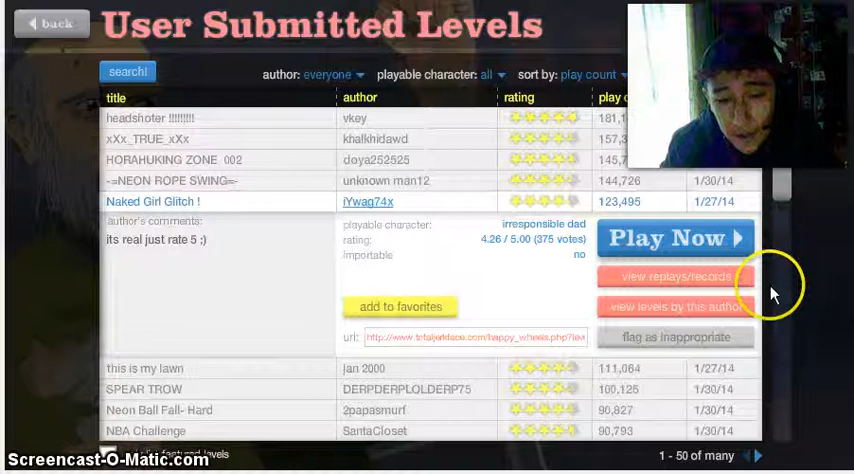 back
User Submitted Levels
search!
author: everyone playable character: all sort by: play count
title author rating play
headshoter !!!!!!!!! vkey 181,1
xXx_TRUE_xXx khalkhidawd 157,3
HORAHUKING ZONE 002 doya252525 145,7
-=NEON ROPE SWING=- unknown man12 144,726 1/30/14
Naked Girl Glitch ! iYwag74x 123,495 1/27/14
author's comments:
its real just rate 5 ;)
playable character: irresponsible dad
rating: 4.26 / 5.00 (375 votes)
importable no
Play Now
view replays/records
add to favorites
view levels by this author
url: http://www.totaljerkface.com/happy_wheels.php?lev
flag as inappropriate
this is my lawn jan 2000 111,064 1/27/14
SPEAR TROW DERPDERPLOLDERP75 100,125 1/30/14
Neon Ball Fall- Hard 2papasmurf 90,827 1/30/14
NBA Challenge SantaCloset 90,793 1/30/14
featured levels
1 - 50 of many
Screencast-O-Matic.com